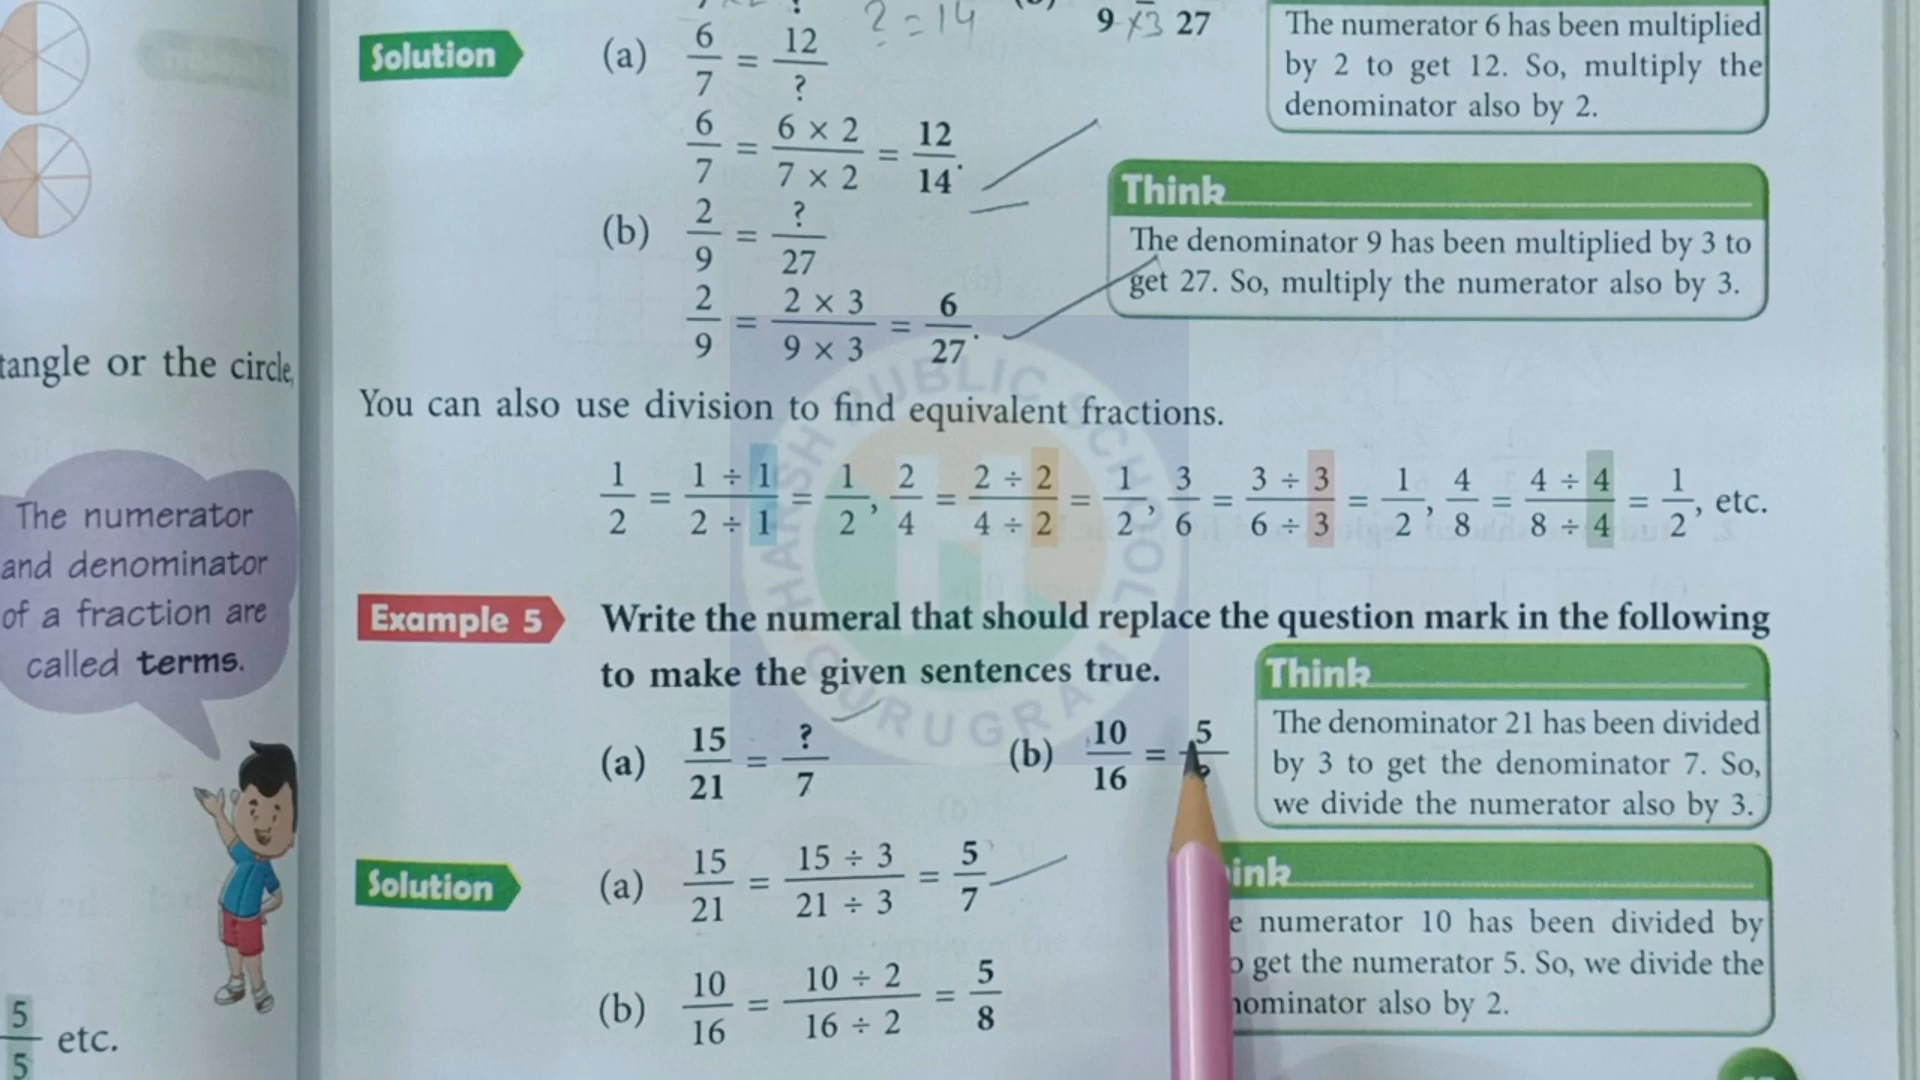 ? = 14
9 ×3 27
Solution (a) 6/7 = 12/?
The numerator 6 has been multiplied
by 2 to get 12. So, multiply the
denominator also by 2.
6/7 = 6 × 2/7 × 2 = 12/14.
Think
(b) 2/9 = ?/27
The denominator 9 has been multiplied by 3 to
get 27. So, multiply the numerator also by 3.
2/9 = 2 × 3/9 × 3 = 6/27.
tangle or the circle,
You can also use division to find equivalent fractions.
1/2 = 1 ÷ 1/2 ÷ 1 = 1/2, 2/4 = 2 ÷ 2/4 ÷ 2 = 1/2, 3/6 = 3 ÷ 3/6 ÷ 3 = 1/2, 4/8 = 4 ÷ 4/8 ÷ 4 = 1/2, etc.
The numerator
and denominator
of a fraction are
called terms.
Example 5 Write the numeral that should replace the question mark in the following
to make the given sentences true.
(a) 15/21 = ?/7 (b) 10/16 = 5/?
Think
The denominator 21 has been divided
by 3 to get the denominator 7. So,
we divide the numerator also by 3.
Solution (a) 15/21 = 15 ÷ 3/21 ÷ 3 = 5/7
(b) 10/16 = 10 ÷ 2/16 ÷ 2 = 5/8
ink
e numerator 10 has been divided by
o get the numerator 5. So, we divide the
nominator also by 2.
5/5 etc.
HARSH PUBLIC SCHOOL
GURUGRAM